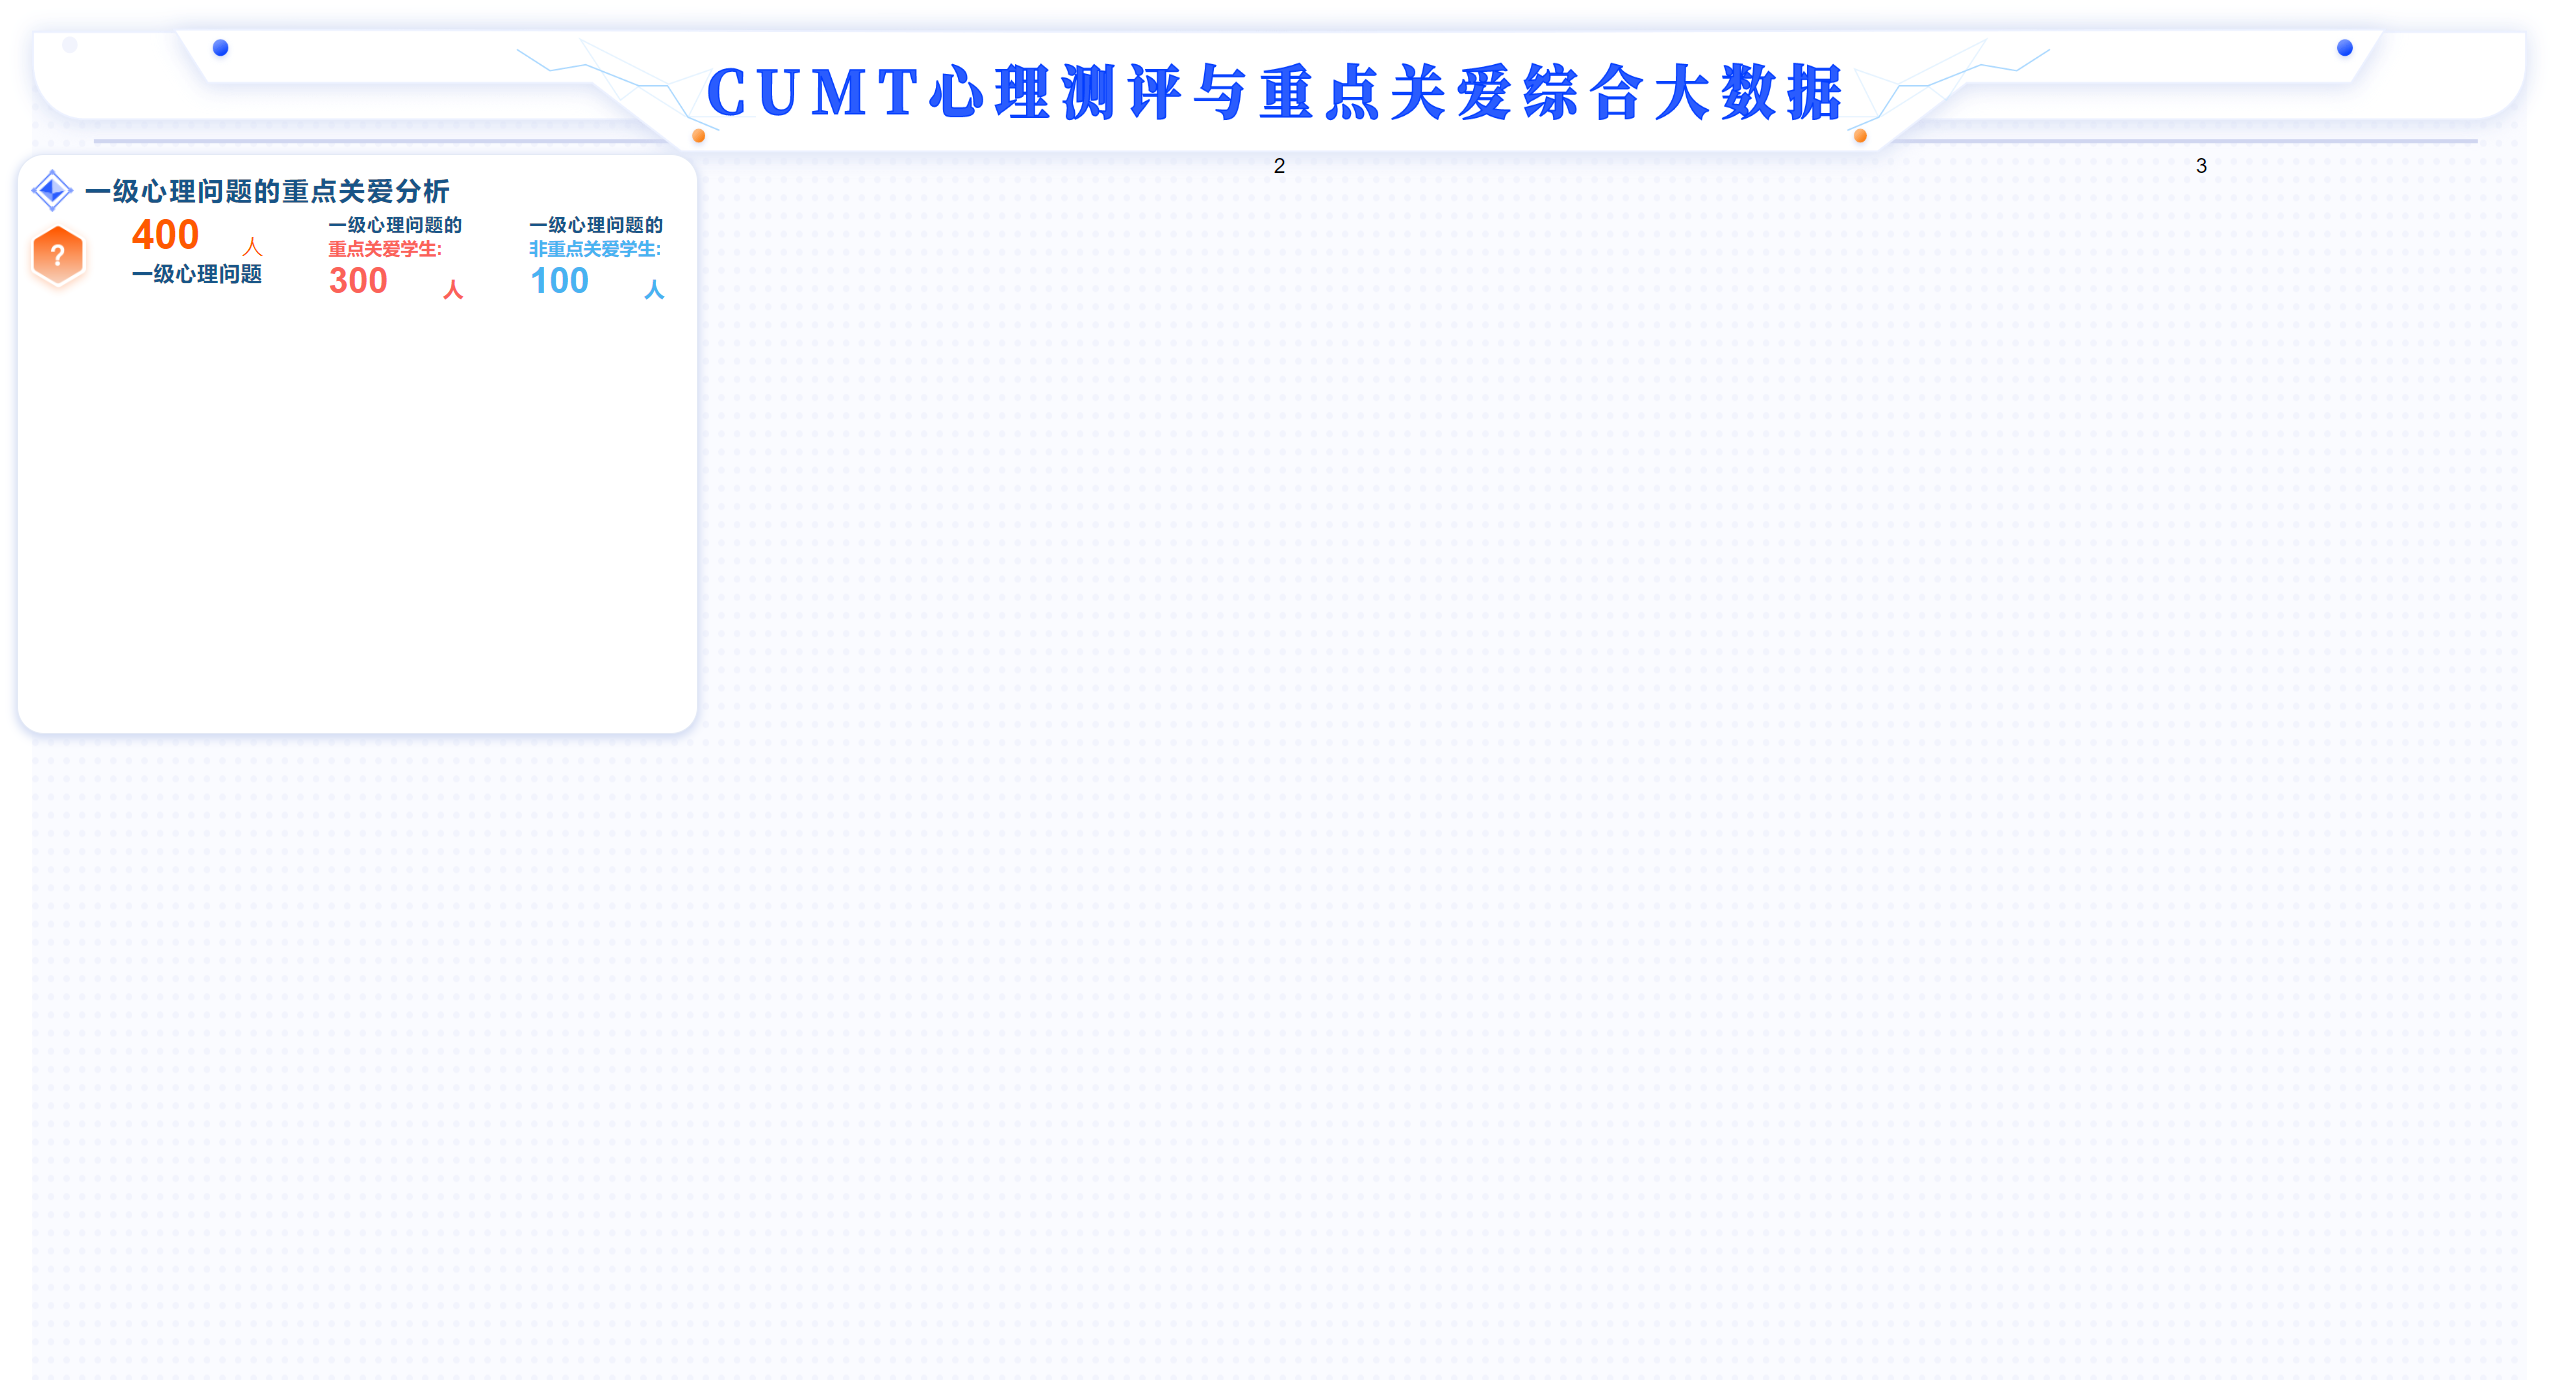 CUMT心理测评与重点关爱综合大数据
2
3
一级心理问题的重点关爱分析
?
400 人
一级心理问题
一级心理问题的
重点关爱学生:
300 人
一级心理问题的
非重点关爱学生:
100 人